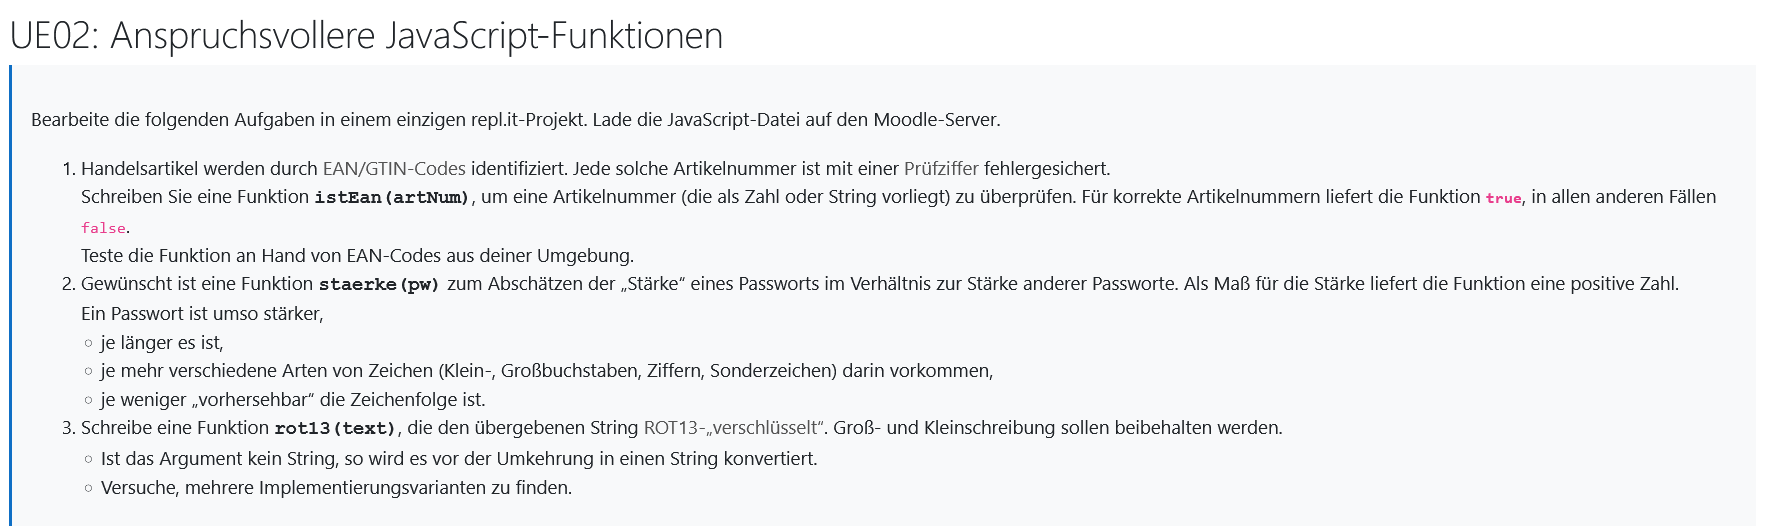 UE02: Anspruchsvollere JavaScript-Funktionen
Bearbeite die folgenden Aufgaben in einem einzigen repl.it-Projekt. Lade die JavaScript-Datei auf den Moodle-Server.
1. Handelsartikel werden durch EAN/GTIN-Codes identifiziert. Jede solche Artikelnummer ist mit einer Prüfziffer fehlergesichert.
Schreiben Sie eine Funktion istEan(artNum), um eine Artikelnummer (die als Zahl oder String vorliegt) zu überprüfen. Für korrekte Artikelnummern liefert die Funktion true, in allen anderen Fällen
false.
Teste die Funktion an Hand von EAN-Codes aus deiner Umgebung.
2. Gewünscht ist eine Funktion staerke(pw) zum Abschätzen der „Stärke“ eines Passworts im Verhältnis zur Stärke anderer Passworte. Als Maß für die Stärke liefert die Funktion eine positive Zahl.
Ein Passwort ist umso stärker,
◦ je länger es ist,
◦ je mehr verschiedene Arten von Zeichen (Klein-, Großbuchstaben, Ziffern, Sonderzeichen) darin vorkommen,
◦ je weniger „vorhersehbar“ die Zeichenfolge ist.
3. Schreibe eine Funktion rot13(text), die den übergebenen String ROT13-„verschlüsselt“. Groß- und Kleinschreibung sollen beibehalten werden.
◦ Ist das Argument kein String, so wird es vor der Umkehrung in einen String konvertiert.
◦ Versuche, mehrere Implementierungsvarianten zu finden.